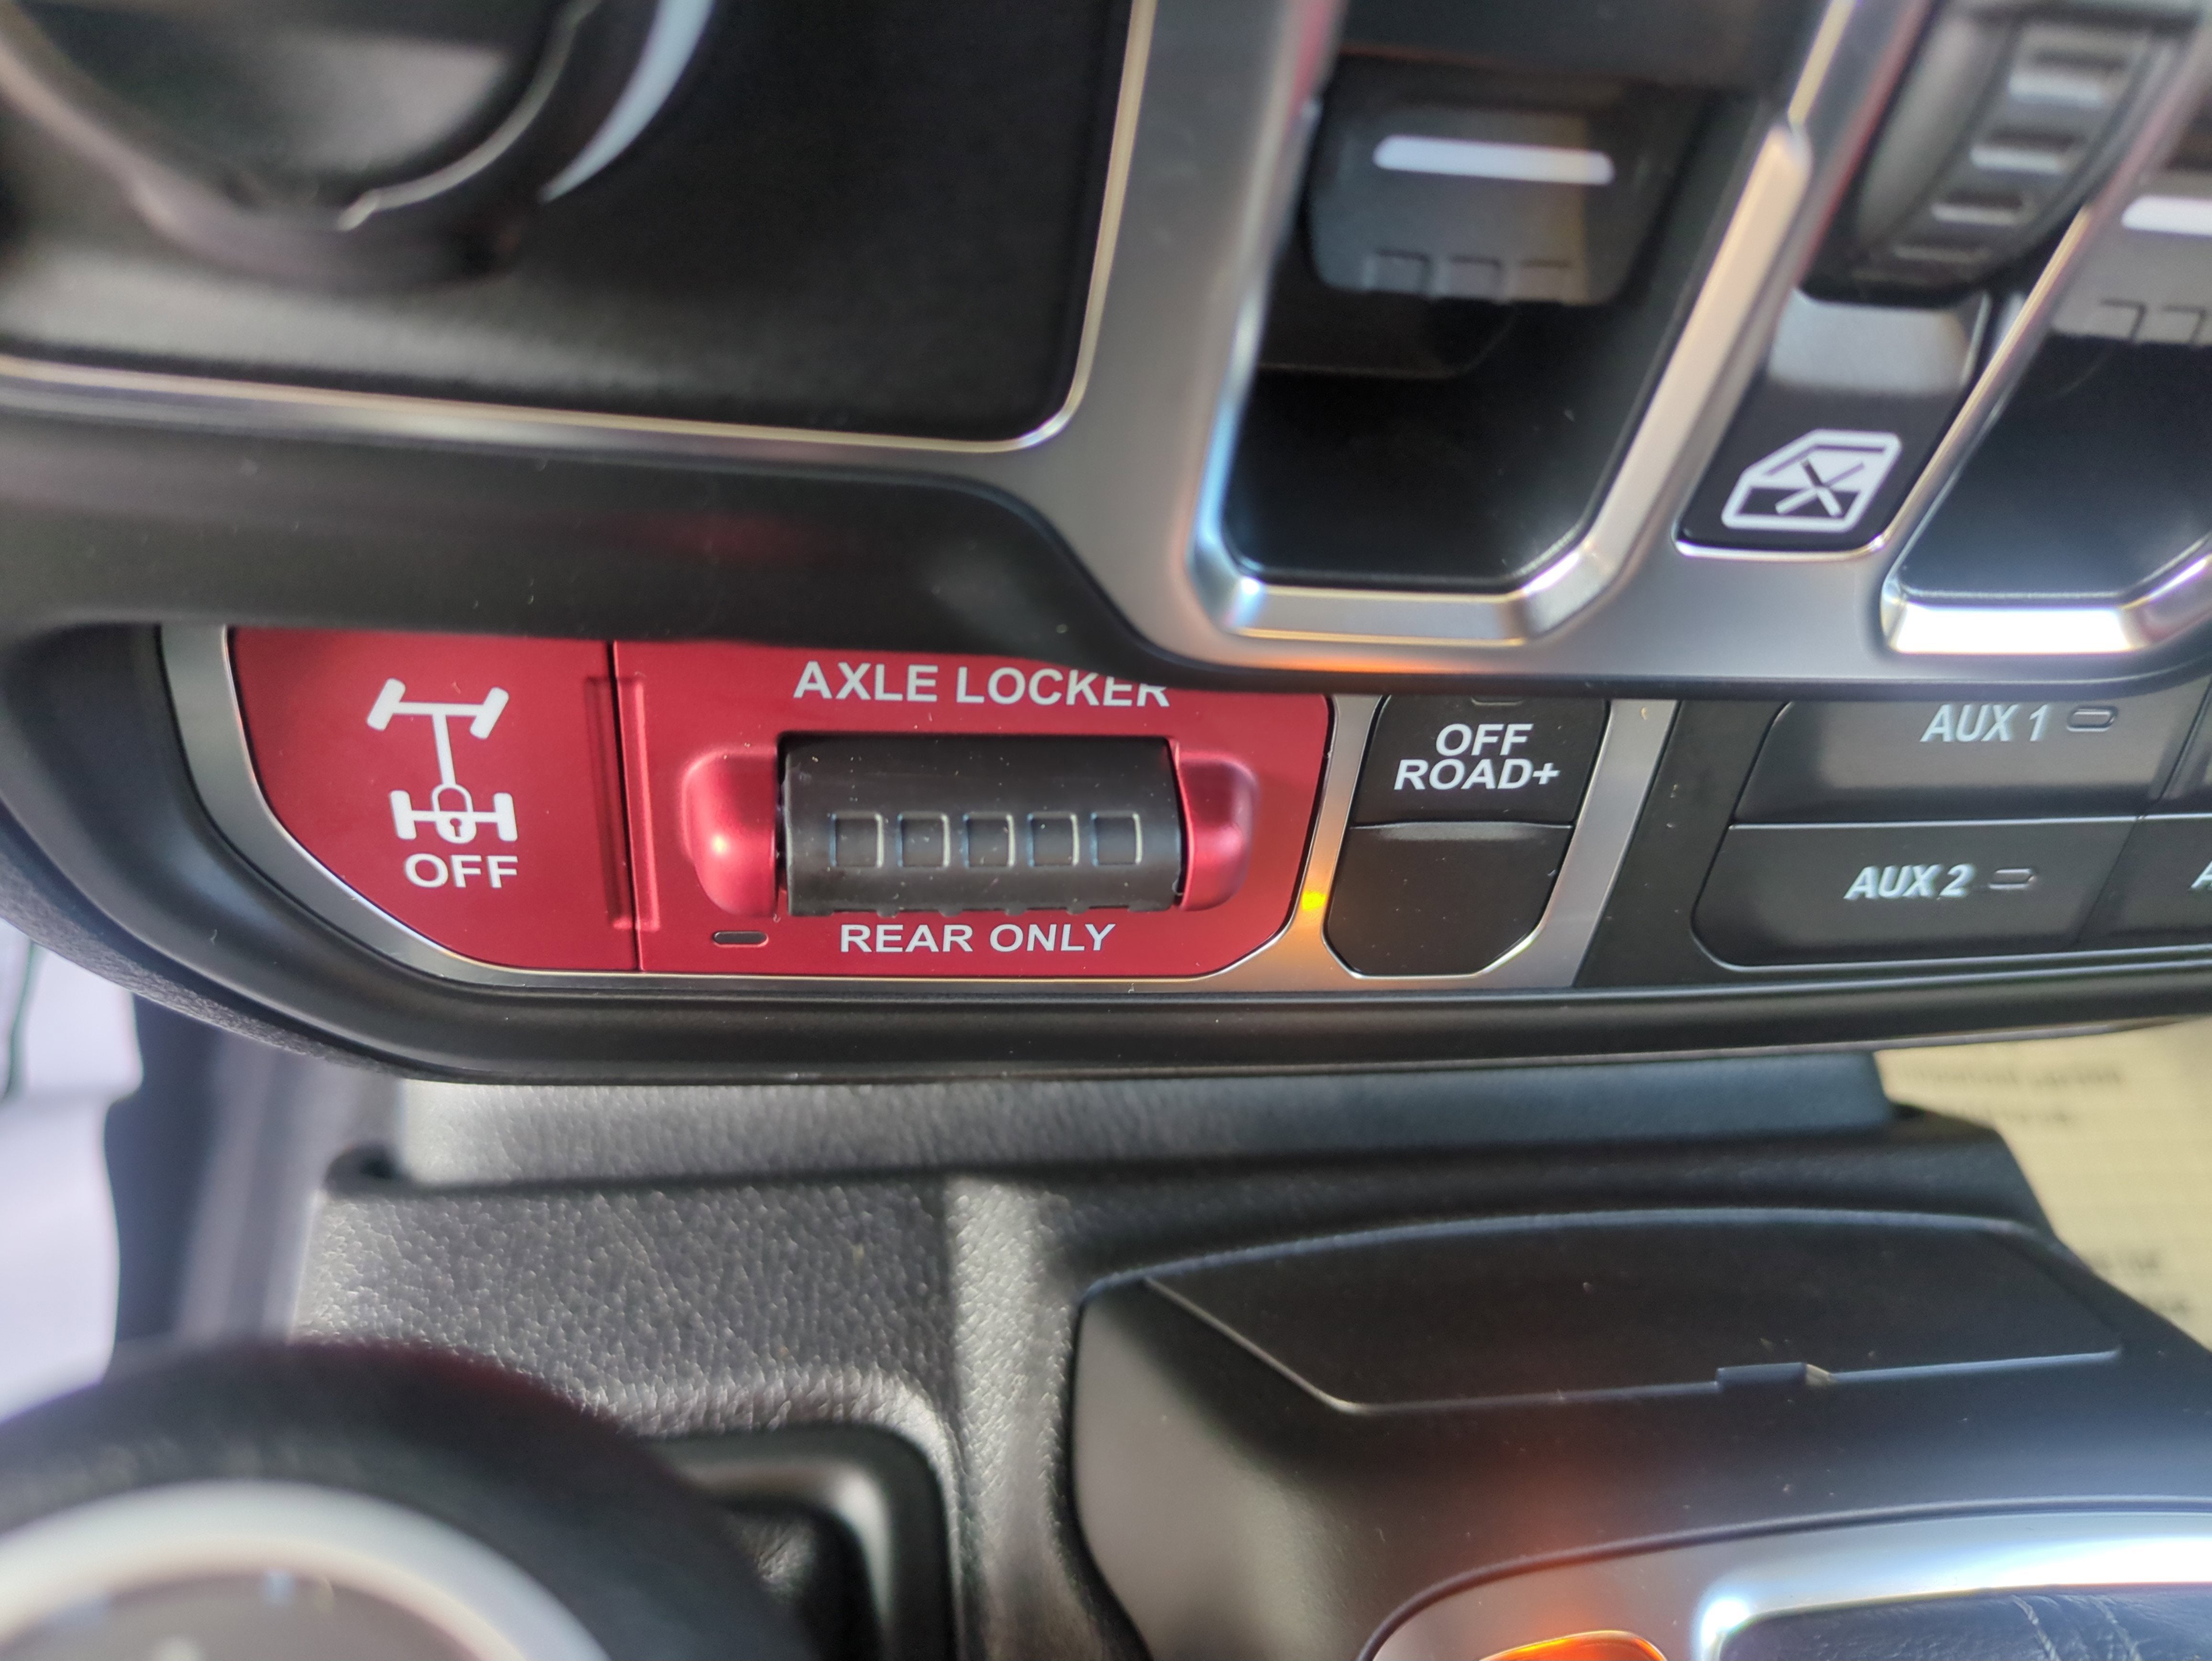 AXLE LOCKER
OFF
REAR ONLY
OFF
ROAD+
AUX 1
AUX 2